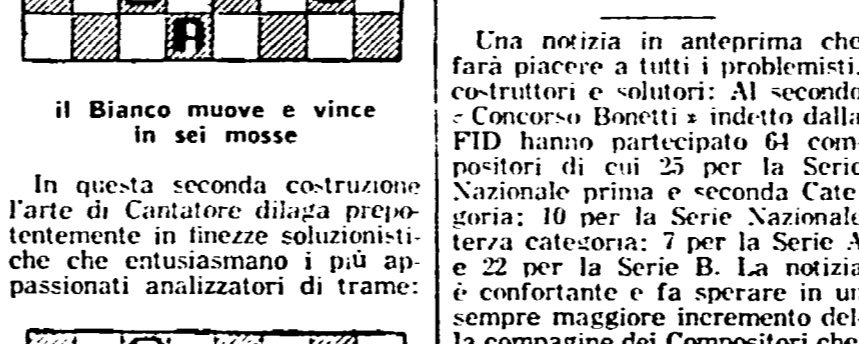 il Bianco muove e vince
in sei mosse
In questa seconda costruzione
l'arte di Cantatore dilaga prepo-
tentemente in finezze soluzionisti-
che che entusiasmano i più ap-
passionati analizzatori di trame:
Una notizia in anteprima che
farà piacere a tutti i problemisti,
costruttori e solutori: Al secondo
« Concorso Bonetti » indetto dalla
FID hanno partecipato 64 com-
positori di cui 25 per la Serie
Nazionale prima e seconda Cate-
goria: 10 per la Serie Nazionale
terza categoria: 7 per la Serie A
e 22 per la Serie B. La notizia
è confortante e fa sperare in un
sempre maggiore incremento del-
la compagine dei Compositori che